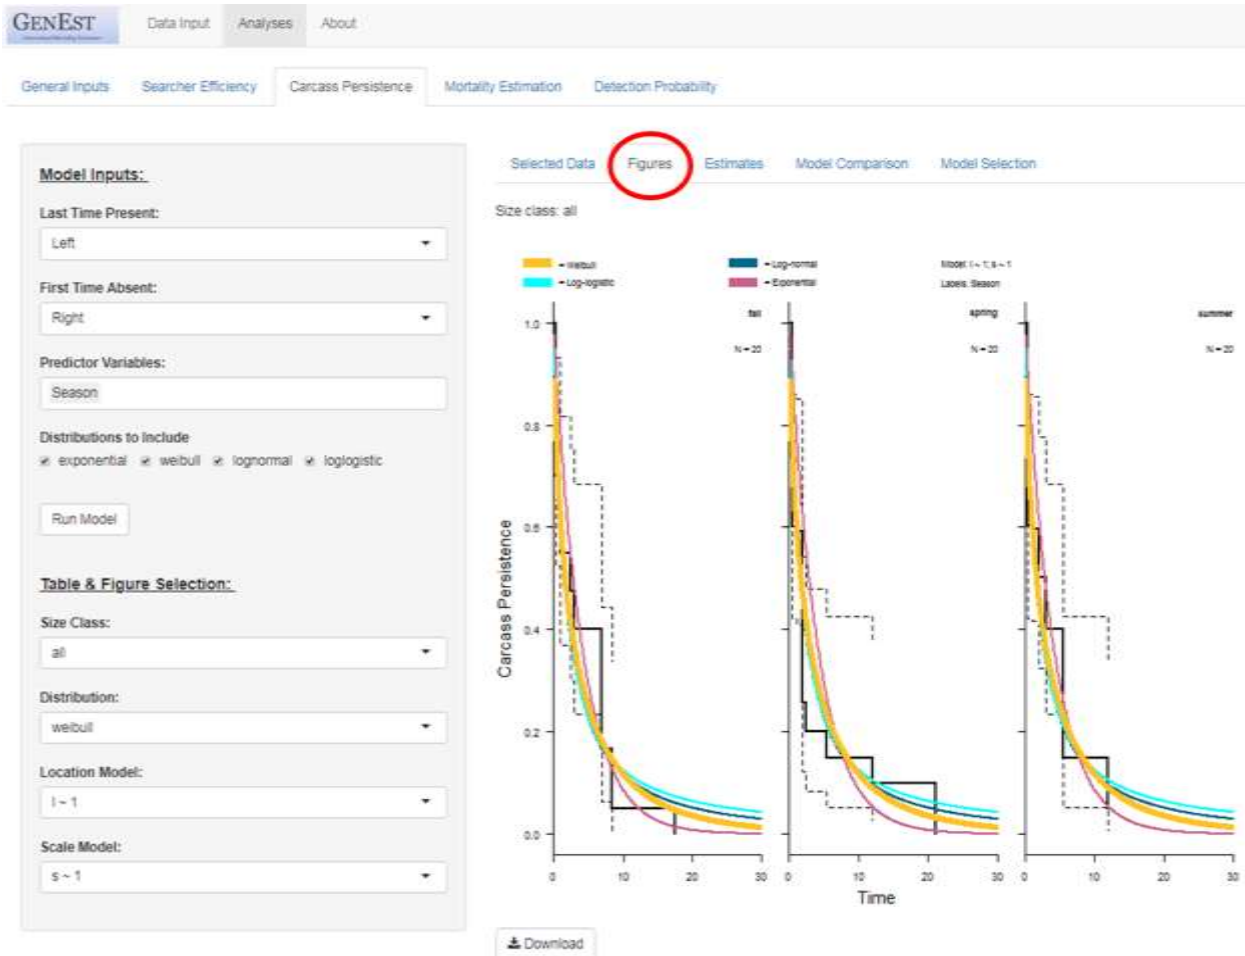 GENEST
Data Input Analyses About
General Inputs Searcher Efficiency Carcass Persistence Mortality Estimation Detection Probability
Model Inputs:
Last Time Present:
Left
First Time Absent:
Right
Predictor Variables:
Season
Distributions to Include
exponential weibull lognormal loglogistic
Run Model
Table & Figure Selection:
Size Class:
all
Distribution:
weibull
Location Model:
l ~ 1
Scale Model:
s ~ 1
Selected Data Figures Estimates Model Comparison Model Selection
Size class: all
= Weibull = Log-normal Model: l ~ 1; s ~ 1
= Log-logistic = Exponential Labels: Season
fall spring summer
N = 20 N = 20 N = 20
1.0
0.8
0.6
0.4
0.2
0.0
Carcass Persistence
0 10 20 30 0 10 20 30 0 10 20 30
Time
Download